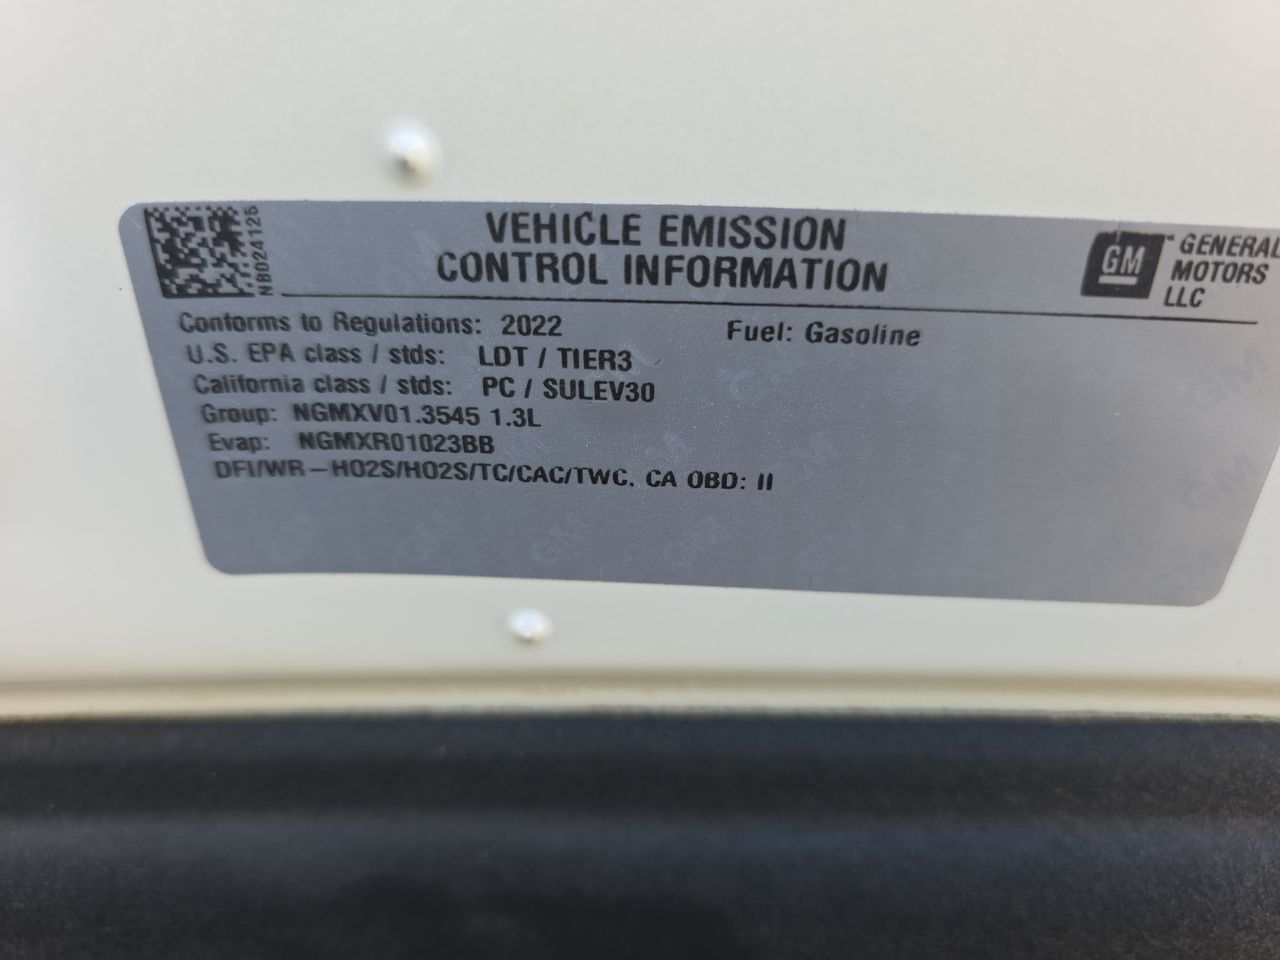 NB024125
VEHICLE EMISSION
CONTROL INFORMATION
GM
GENERAL
MOTORS
LLC
Conforms to Regulations: 2022
Fuel: Gasoline
U.S. EPA class / stds: LDT / TIER3
California class / stds: PC / SULEV30
Group: NGMXV01.3545 1.3L
Evap: NGMXR01023BB
DFI/WR-HO2S/HO2S/TC/CAC/TWC. CA OBD: II